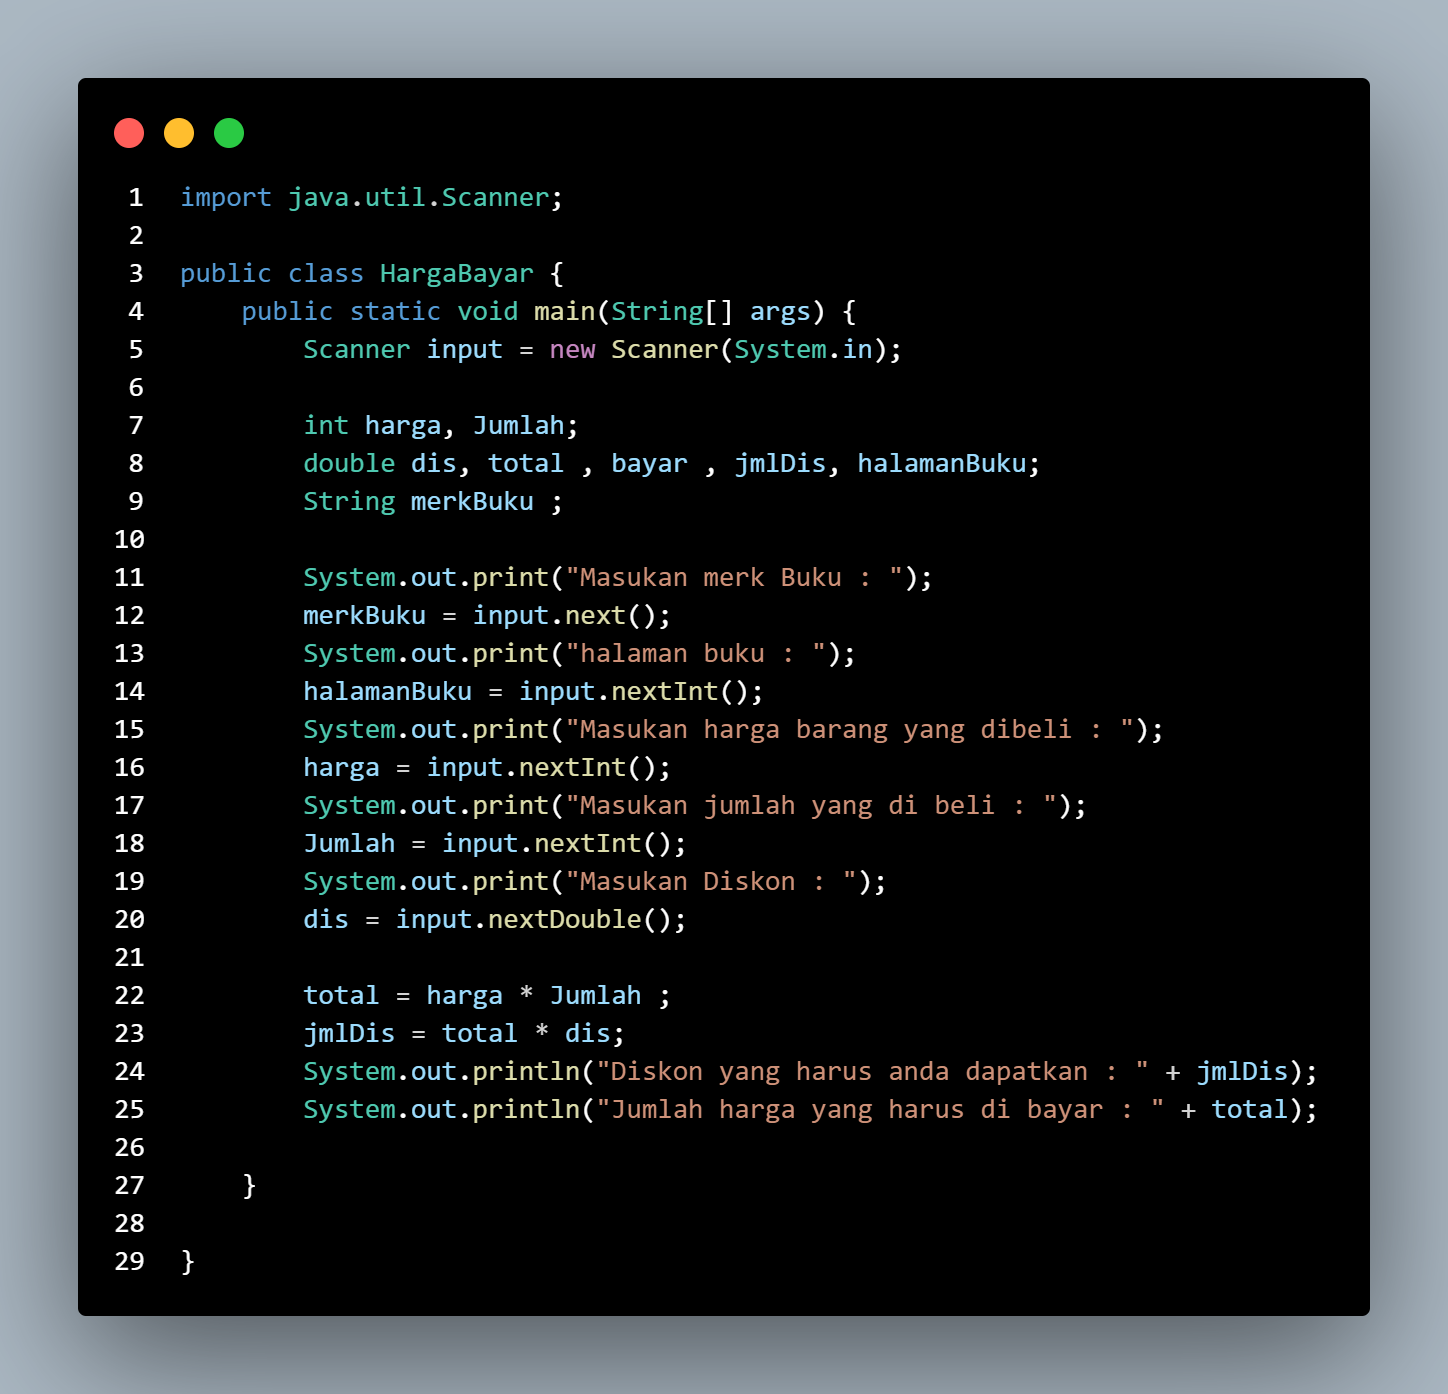 1 import java.util.Scanner;
2
3 public class HargaBayar {
4     public static void main(String[] args) {
5         Scanner input = new Scanner(System.in);
6
7         int harga, Jumlah;
8         double dis, total , bayar , jmlDis, halamanBuku;
9         String merkBuku ;
10
11         System.out.print("Masukan merk Buku : ");
12         merkBuku = input.next();
13         System.out.print("halaman buku : ");
14         halamanBuku = input.nextInt();
15         System.out.print("Masukan harga barang yang dibeli : ");
16         harga = input.nextInt();
17         System.out.print("Masukan jumlah yang di beli : ");
18         Jumlah = input.nextInt();
19         System.out.print("Masukan Diskon : ");
20         dis = input.nextDouble();
21
22         total = harga * Jumlah ;
23         jmlDis = total * dis;
24         System.out.println("Diskon yang harus anda dapatkan : " + jmlDis);
25         System.out.println("Jumlah harga yang harus di bayar : " + total);
26
27     }
28
29 }